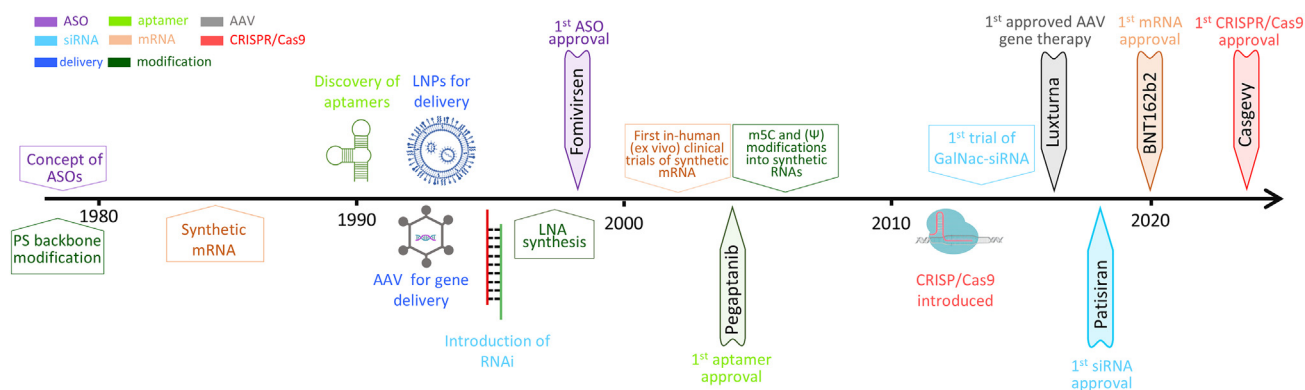 ASO
aptamer
AAV
siRNA
mRNA
CRISPR/Cas9
delivery
modification
Concept of
ASOs
Discovery of
aptamers
LNPs for
delivery
1st ASO
approval
Fomivirsen
First in-human
(ex vivo) clinical
trials of synthetic
mRNA
m5C and (Ψ)
modifications
into synthetic
RNAs
1st trial of
GalNac-siRNA
1st approved AAV
gene therapy
Luxturna
1st mRNA
approval
BNT162b2
1st CRISPR/Cas9
approval
Casgevy
1980
1990
2000
2010
2020
PS backbone
modification
Synthetic
mRNA
AAV for gene
delivery
Introduction of
RNAi
LNA
synthesis
Pegaptanib
1st aptamer
approval
CRISP/Cas9
introduced
Patisiran
1st siRNA
approval